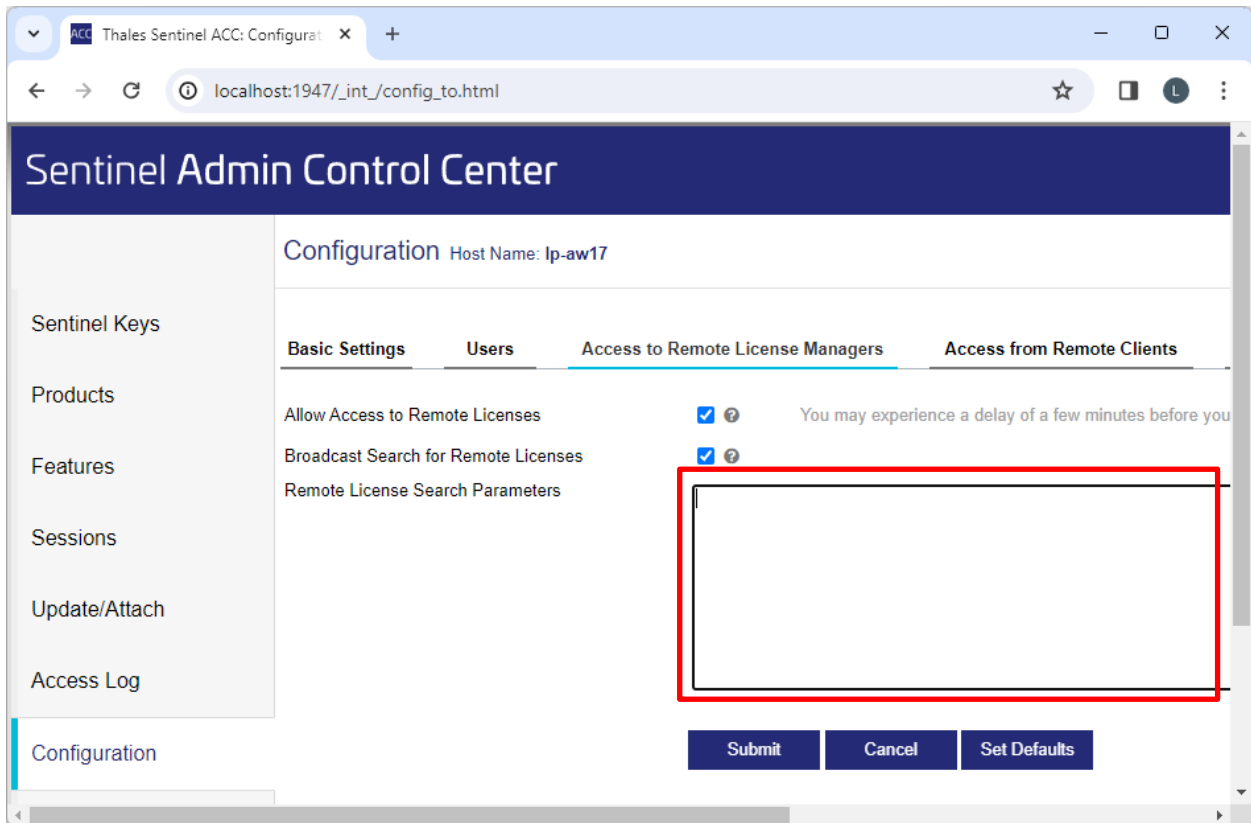 ACC Thales Sentinel ACC: Configurat
localhost:1947/_int_/config_to.html
L
Sentinel Admin Control Center
Configuration Host Name: lp-aw17
Sentinel Keys
Products
Features
Sessions
Update/Attach
Access Log
Configuration
Basic Settings Users Access to Remote License Managers Access from Remote Clients
Allow Access to Remote Licenses You may experience a delay of a few minutes before you
Broadcast Search for Remote Licenses
Remote License Search Parameters
Submit Cancel Set Defaults